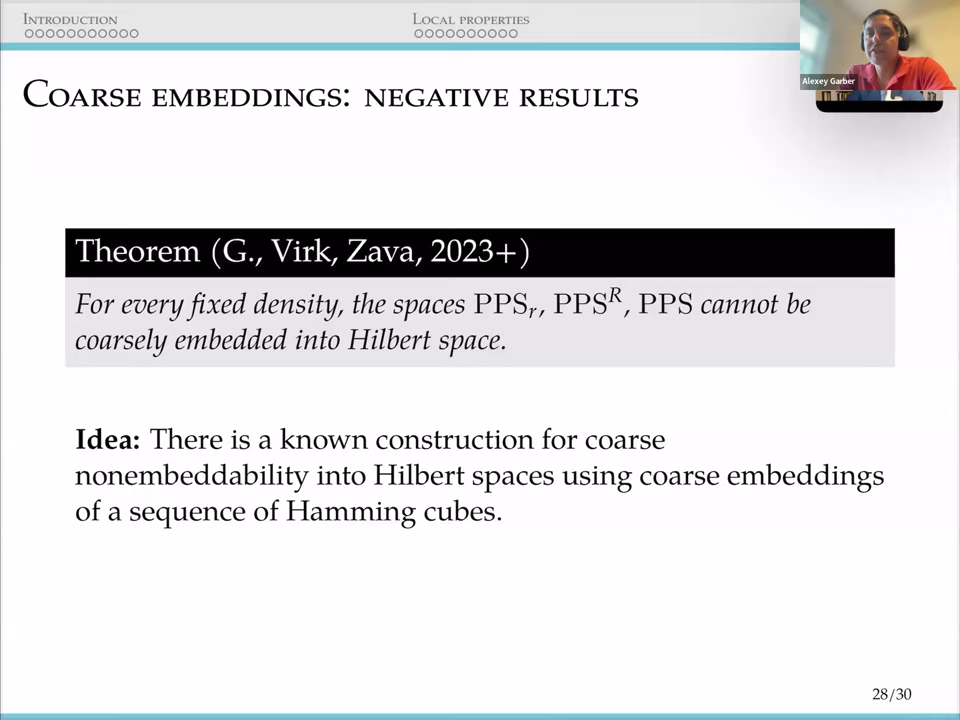 Introduction
Local properties
Alexey Garber
Coarse embeddings: negative results
Theorem (G., Virk, Zava, 2023+)
For every fixed density, the spaces PPS_r, PPS^R, PPS cannot be
coarsely embedded into Hilbert space.
Idea: There is a known construction for coarse
nonembeddability into Hilbert spaces using coarse embeddings
of a sequence of Hamming cubes.
28/30